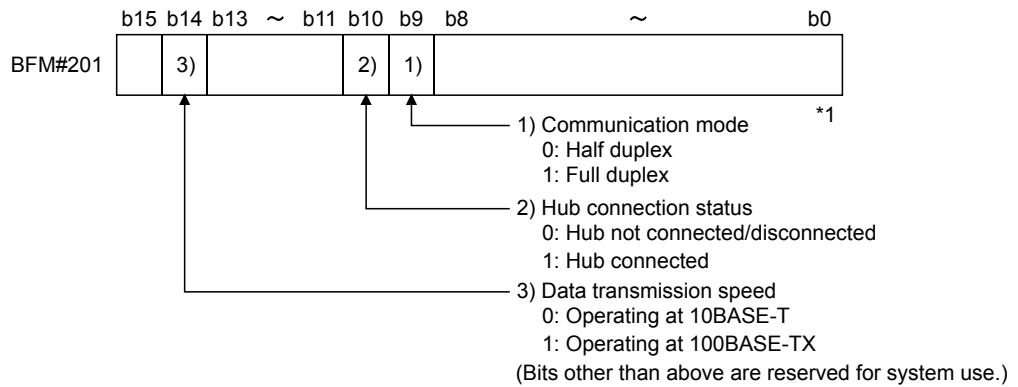 b15 b14 b13 ～ b11 b10 b9 b8 ～ b0
BFM#201 3) 2) 1)
*1
1) Communication mode
0: Half duplex
1: Full duplex
2) Hub connection status
0: Hub not connected/disconnected
1: Hub connected
3) Data transmission speed
0: Operating at 10BASE-T
1: Operating at 100BASE-TX
(Bits other than above are reserved for system use.)